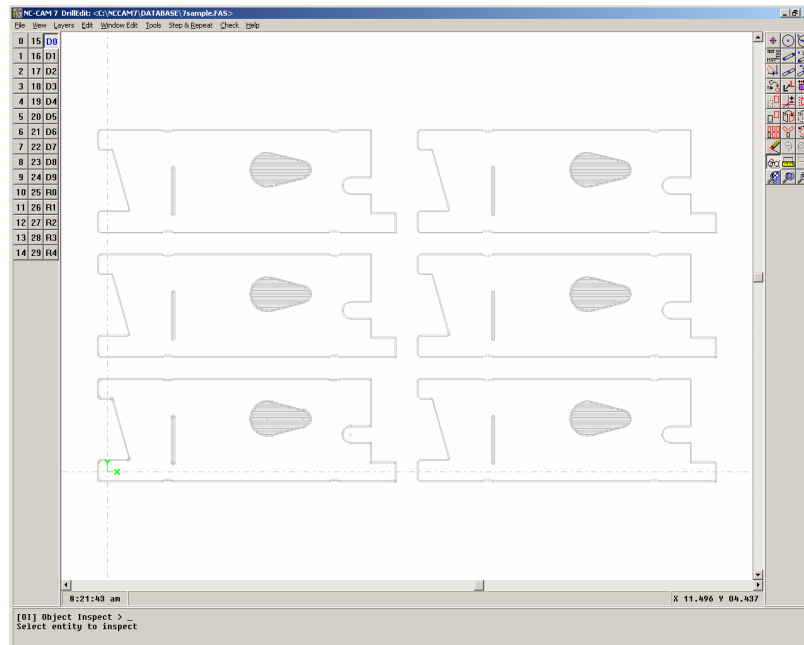 NC-CAM 7 DrillEdit: <C:\NCCAM7\DATABASE\7sample.FAS>
File View Layers Edit Window Edit Tools Step & Repeat Check Help
0 15 D0
1 16 D1
2 17 D2
3 18 D3
4 19 D4
5 20 D5
6 21 D6
7 22 D7
8 23 D8
9 24 D9
10 25 R0
11 26 R1
12 27 R2
13 28 R3
14 29 R4
Y
X
8:21:43 am
X 11.496 Y 04.437
[OI] Object Inspect > _
Select entity to inspect